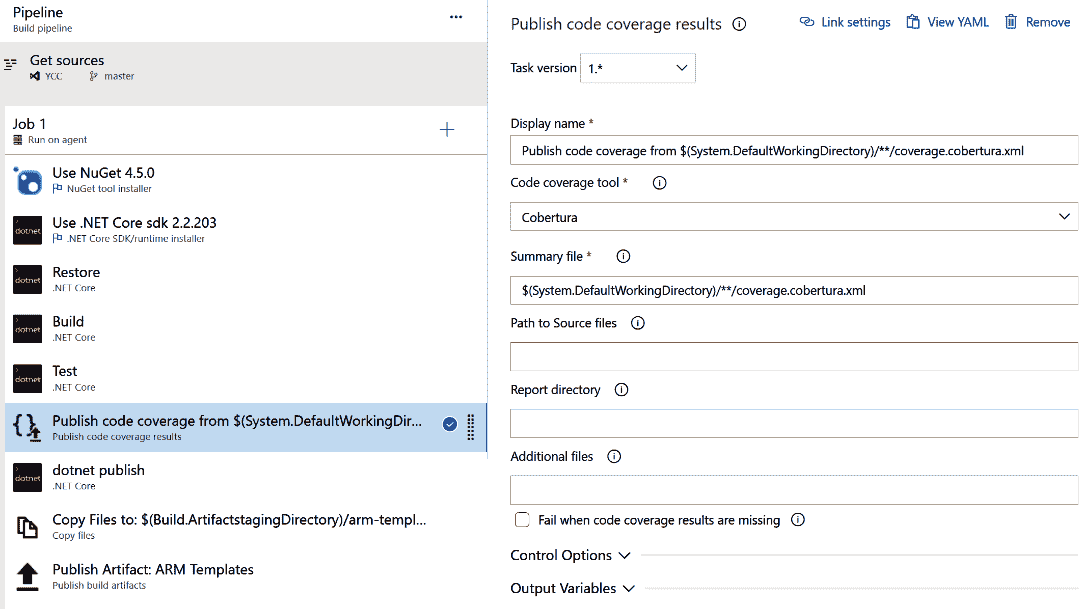 Pipeline
Build pipeline
Get sources
YCC master
Job 1
Run on agent
Use NuGet 4.5.0
NuGet tool installer
dotnet
Use .NET Core sdk 2.2.203
.NET Core SDK/runtime installer
dotnet
Restore
.NET Core
dotnet
Build
.NET Core
dotnet
Test
.NET Core
Publish code coverage from $(System.DefaultWorkingDir...
Publish code coverage results
dotnet
dotnet publish
.NET Core
Copy Files to: $(Build.ArtifactstagingDirectory)/arm-templ...
Copy files
Publish Artifact: ARM Templates
Publish build artifacts
Publish code coverage results
Link settings
View YAML
Remove
Task version 1.*
Display name *
Publish code coverage from $(System.DefaultWorkingDirectory)/**/coverage.cobertura.xml
Code coverage tool *
Cobertura
Summary file *
$(System.DefaultWorkingDirectory)/**/coverage.cobertura.xml
Path to Source files
Report directory
Additional files
Fail when code coverage results are missing
Control Options
Output Variables